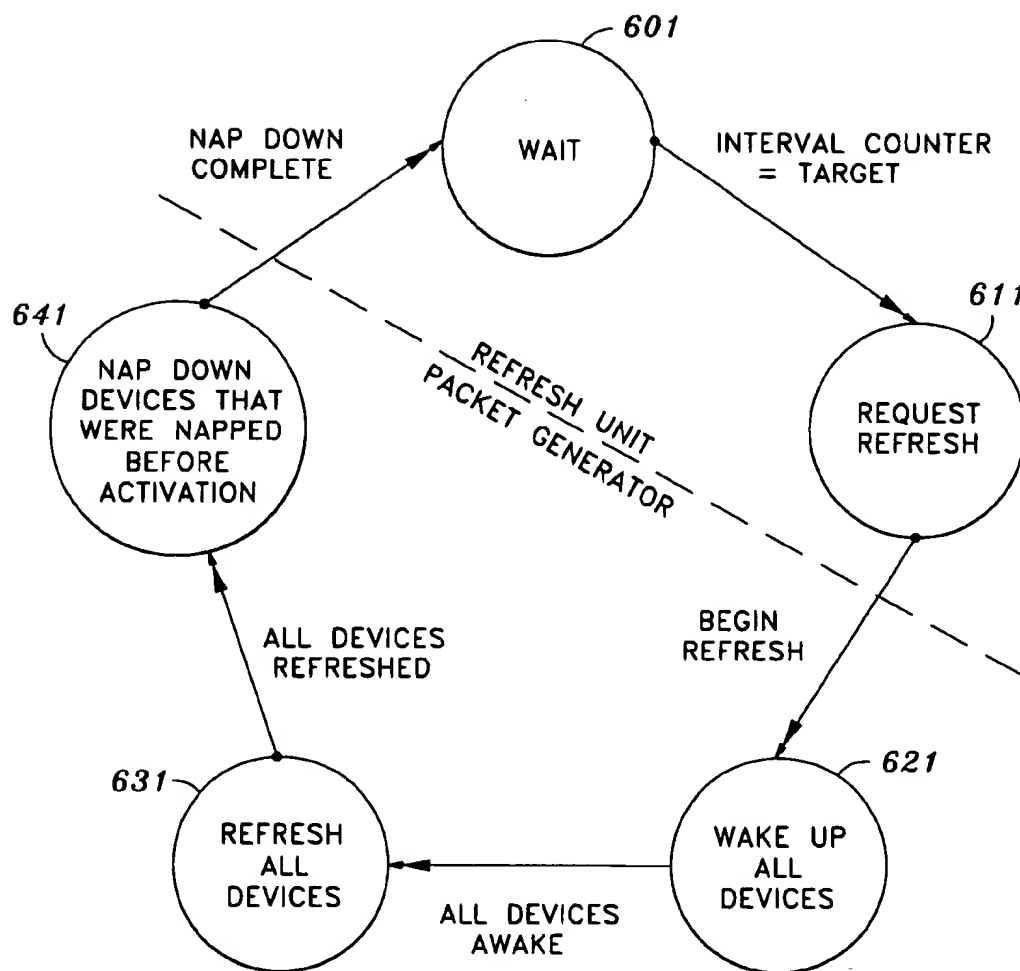 601
WAIT
NAP DOWN
COMPLETE
INTERVAL COUNTER
= TARGET
611
REQUEST
REFRESH
641
NAP DOWN
DEVICES THAT
WERE NAPPED
BEFORE
ACTIVATION
REFRESH UNIT
PACKET GENERATOR
BEGIN
REFRESH
ALL DEVICES
REFRESHED
621
WAKE UP
ALL
DEVICES
631
REFRESH
ALL
DEVICES
ALL DEVICES
AWAKE